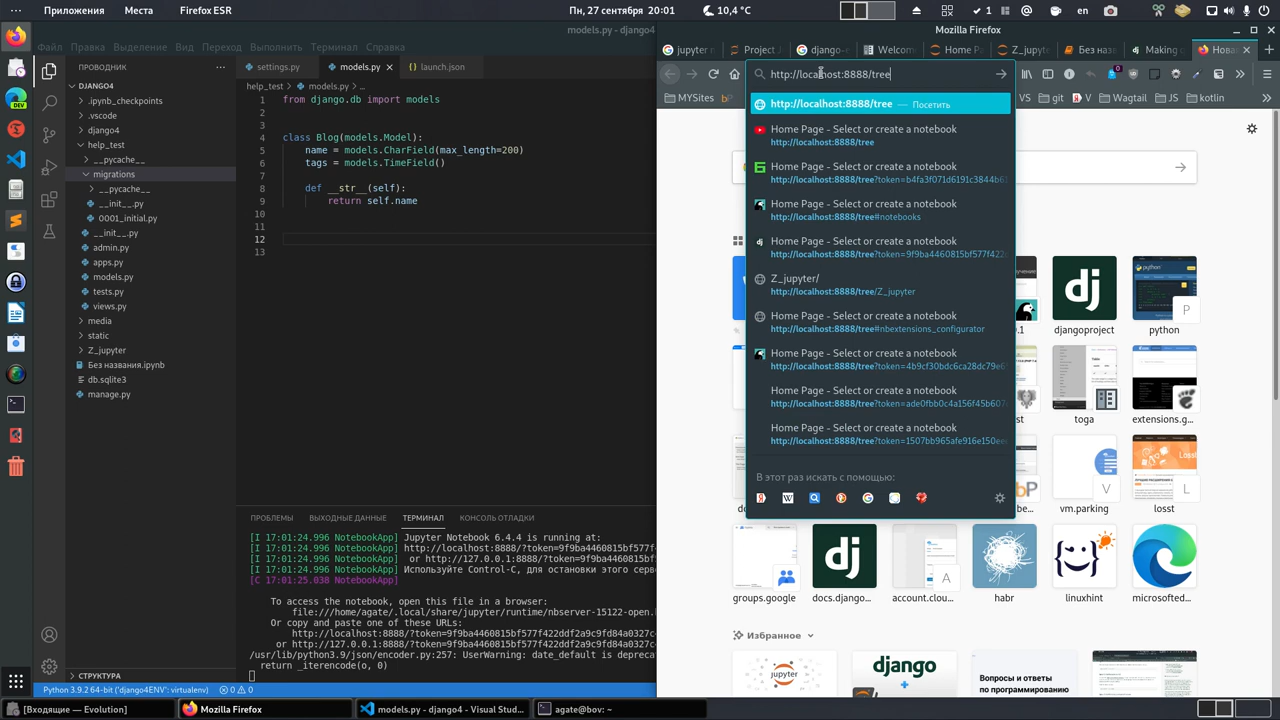 Приложения Места Firefox ESR Пн, 27 сентября 20:01 10,4 °C en
models.py - django4
Mozilla Firefox
Файл Правка Выделение Вид Переход Выполнить Терминал Справка
ПРОВОДНИК ···
settings.py models.py launch.json
DJANGO4
.ipynb_checkpoints
.vscode
django4
help_test
__pycache__
migrations
__pycache__
__init__.py
0001_initial.py
__init__.py
admin.py
apps.py
models.py
tests.py
views.py
media
static
Z_jupyter
Без названия.ipynb
db.sqlite3
manage.py
СТРУКТУРА
help_test > models.py > ...
1 from django.db import models
2
3
4 class Blog(models.Model):
5 name = models.CharField(max_length=200)
6 tags = models.TimeField()
7
8 def __str__(self):
9 return self.name
10
11
12
13
ПРОБЛЕМЫ ВЫХОДНЫЕ ДАННЫЕ ТЕРМИНАЛ КОНСОЛЬ ОТЛАДКИ
[I 17:01:24.996 NotebookApp] Jupyter Notebook 6.4.4 is running at:
[I 17:01:24.996 NotebookApp] http://localhost:8888/?token=9f9ba4460815bf577f4
[I 17:01:24.996 NotebookApp] or http://127.0.0.1:8888/?token=9f9ba4460815bf5
[I 17:01:24.996 NotebookApp] Используйте Control-C, для остановки этого серв
[C 17:01:25.038 NotebookApp]
To access the notebook, open this file in a browser:
file:///home/agate/.local/share/jupyter/runtime/nbserver-15122-open.
Or copy and paste one of these URLs:
http://localhost:8888/?token=9f9ba4460815bf577f422ddf2a9c9fd84a0327c
or http://127.0.0.1:8888/?token=9f9ba4460815bf577f422ddf2a9c9fd84a0327c
/usr/lib/python3.9/json/encoder.py:257: UserWarning: date_default is depreca
return _iterencode(o, 0)
Python 3.9.2 64-bit ('django4ENV': virtualenv) 0 0
jupyter n Project J django-e Welcome Home P Z_jupyte Без назв Making q Новая
http://localhost:8888/tree
MYSites VS git V Wagtail JS kotlin
http://localhost:8888/tree — Посетить
Home Page - Select or create a notebook
http://localhost:8888/tree
Home Page - Select or create a notebook
http://localhost:8888/tree?token=b4fa3f071d6191c3844b6
Home Page - Select or create a notebook
http://localhost:8888/tree#notebooks
Home Page - Select or create a notebook
http://localhost:8888/tree?token=9f9ba4460815bf577f422
Z_jupyter/
http://localhost:8888/tree/Z_jupyter
Home Page - Select or create a notebook
http://localhost:8888/tree#nbextensions_configurator
Home Page - Select or create a notebook
http://localhost:8888/tree?token=4b9cf30bdc6ca28dc79e6
Home Page - Select or create a notebook
http://localhost:8888/tree?token=ade0fbb0c4a156f45b607
Home Page - Select or create a notebook
http://localhost:8888/tree?token=1507bb965afe916e150ee
В этот раз искать с помощью:
djangoproject python
toga extensions.g...
vm.parking losst
groups.google docs.django... account.clou... habr linuxhint microsofted...
Избранное
jupyter
django
Вопросы и ответы
по программированию
[Входящие — Evolution] Mozilla Firefox models.py - django4 - Visual Stud... agate@bov: ~